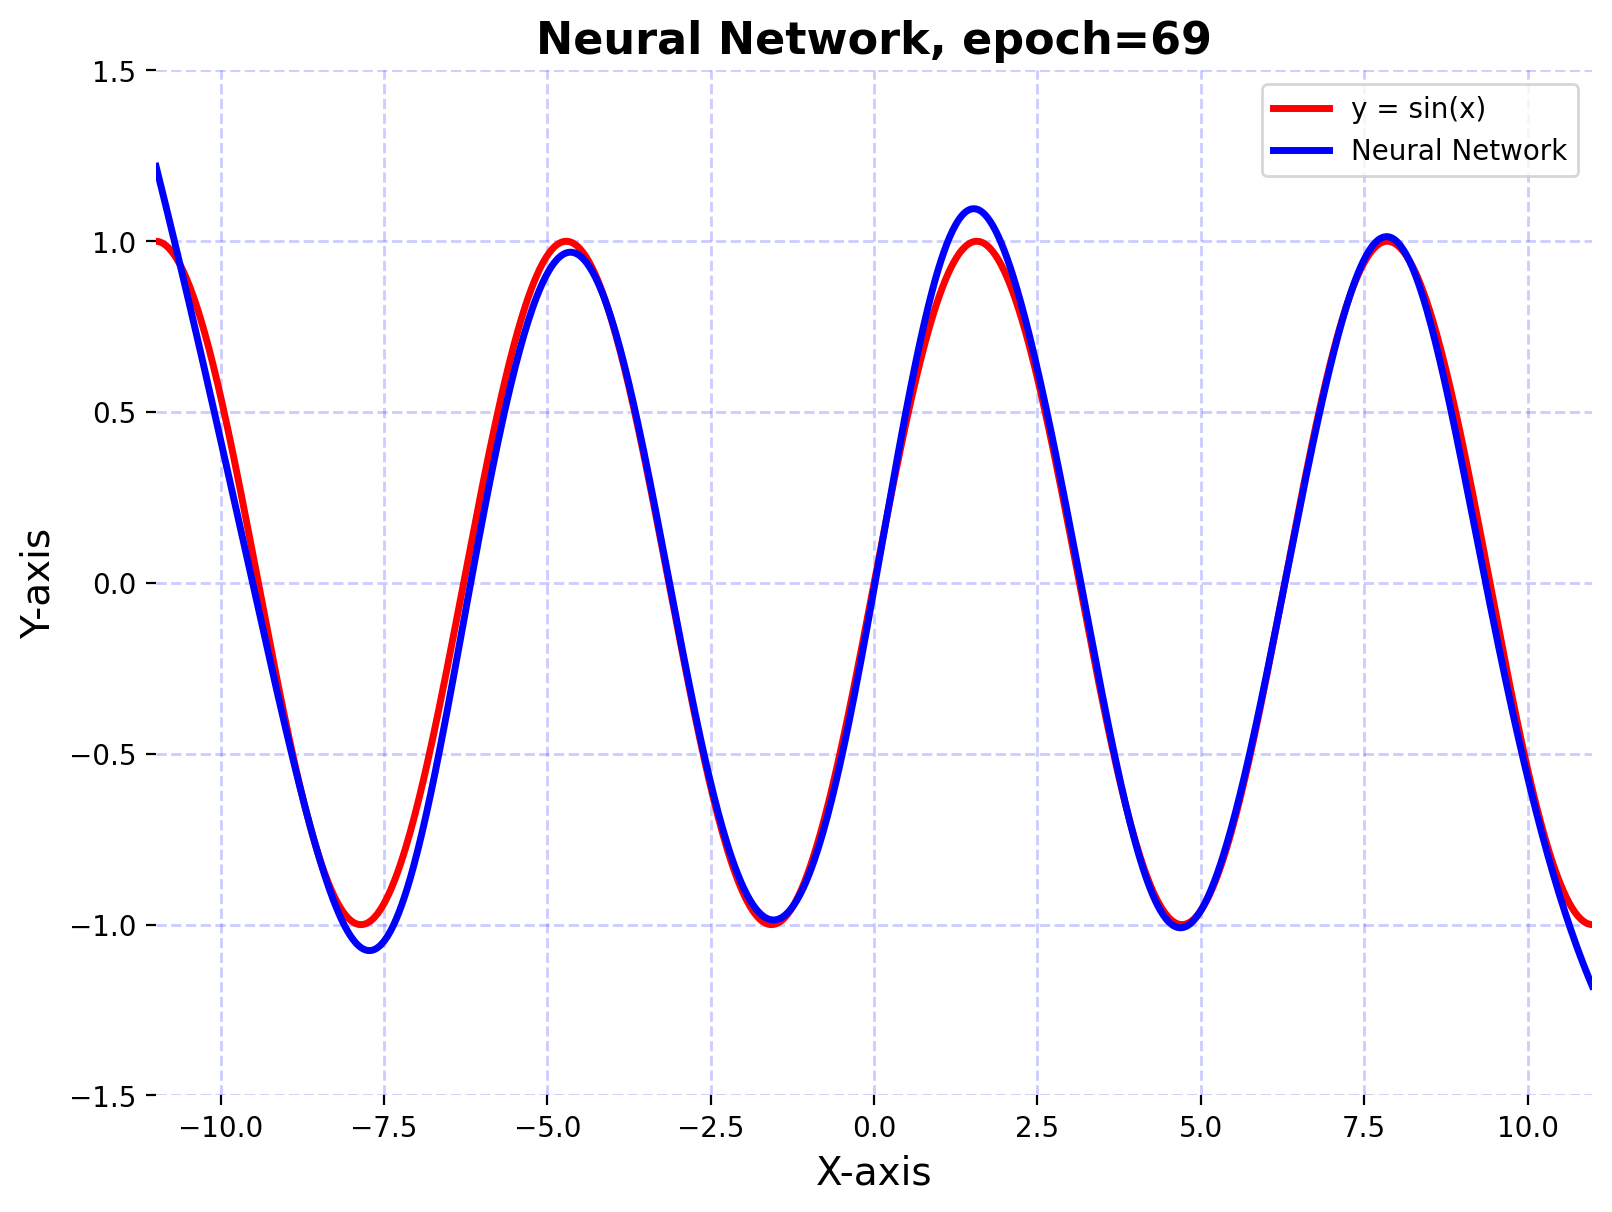 Neural Network, epoch=69
y = sin(x)
Neural Network
Y-axis
1.5
1.0
0.5
0.0
−0.5
−1.0
−1.5
−10.0 −7.5 −5.0 −2.5 0.0 2.5 5.0 7.5 10.0
X-axis